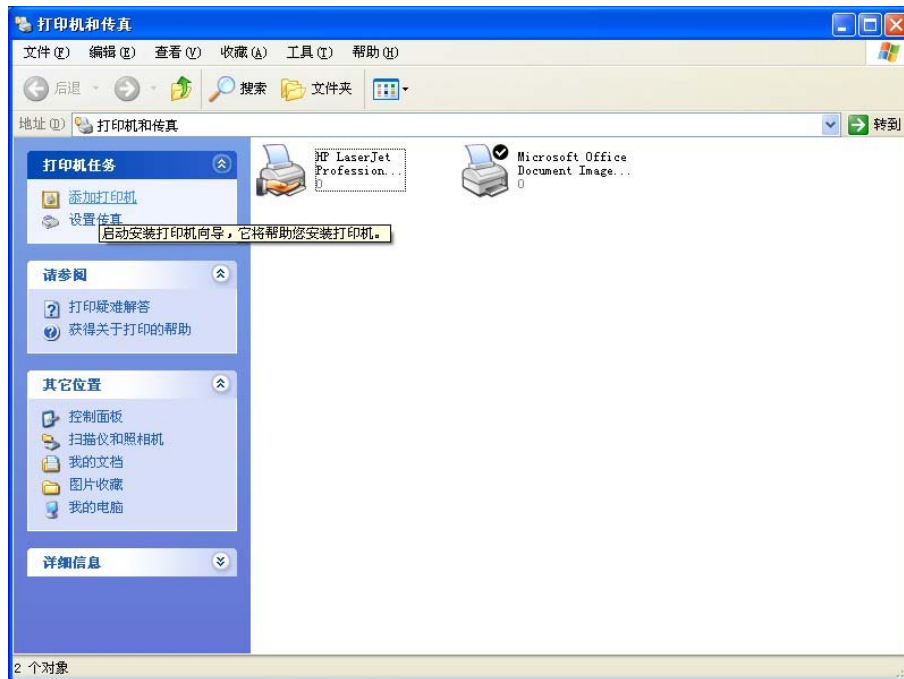 打印机和传真
文件(F) 编辑(E) 查看(V) 收藏(A) 工具(T) 帮助(H)
后退 搜索 文件夹
地址(D) 打印机和传真 转到
打印机任务
添加打印机
设置传真
启动安装打印机向导，它将帮助您安装打印机。
请参阅
打印疑难解答
获得关于打印的帮助
其它位置
控制面板
扫描仪和照相机
我的文档
图片收藏
我的电脑
详细信息
HP LaserJet
Profession...
0
Microsoft Office
Document Image...
0
2 个对象